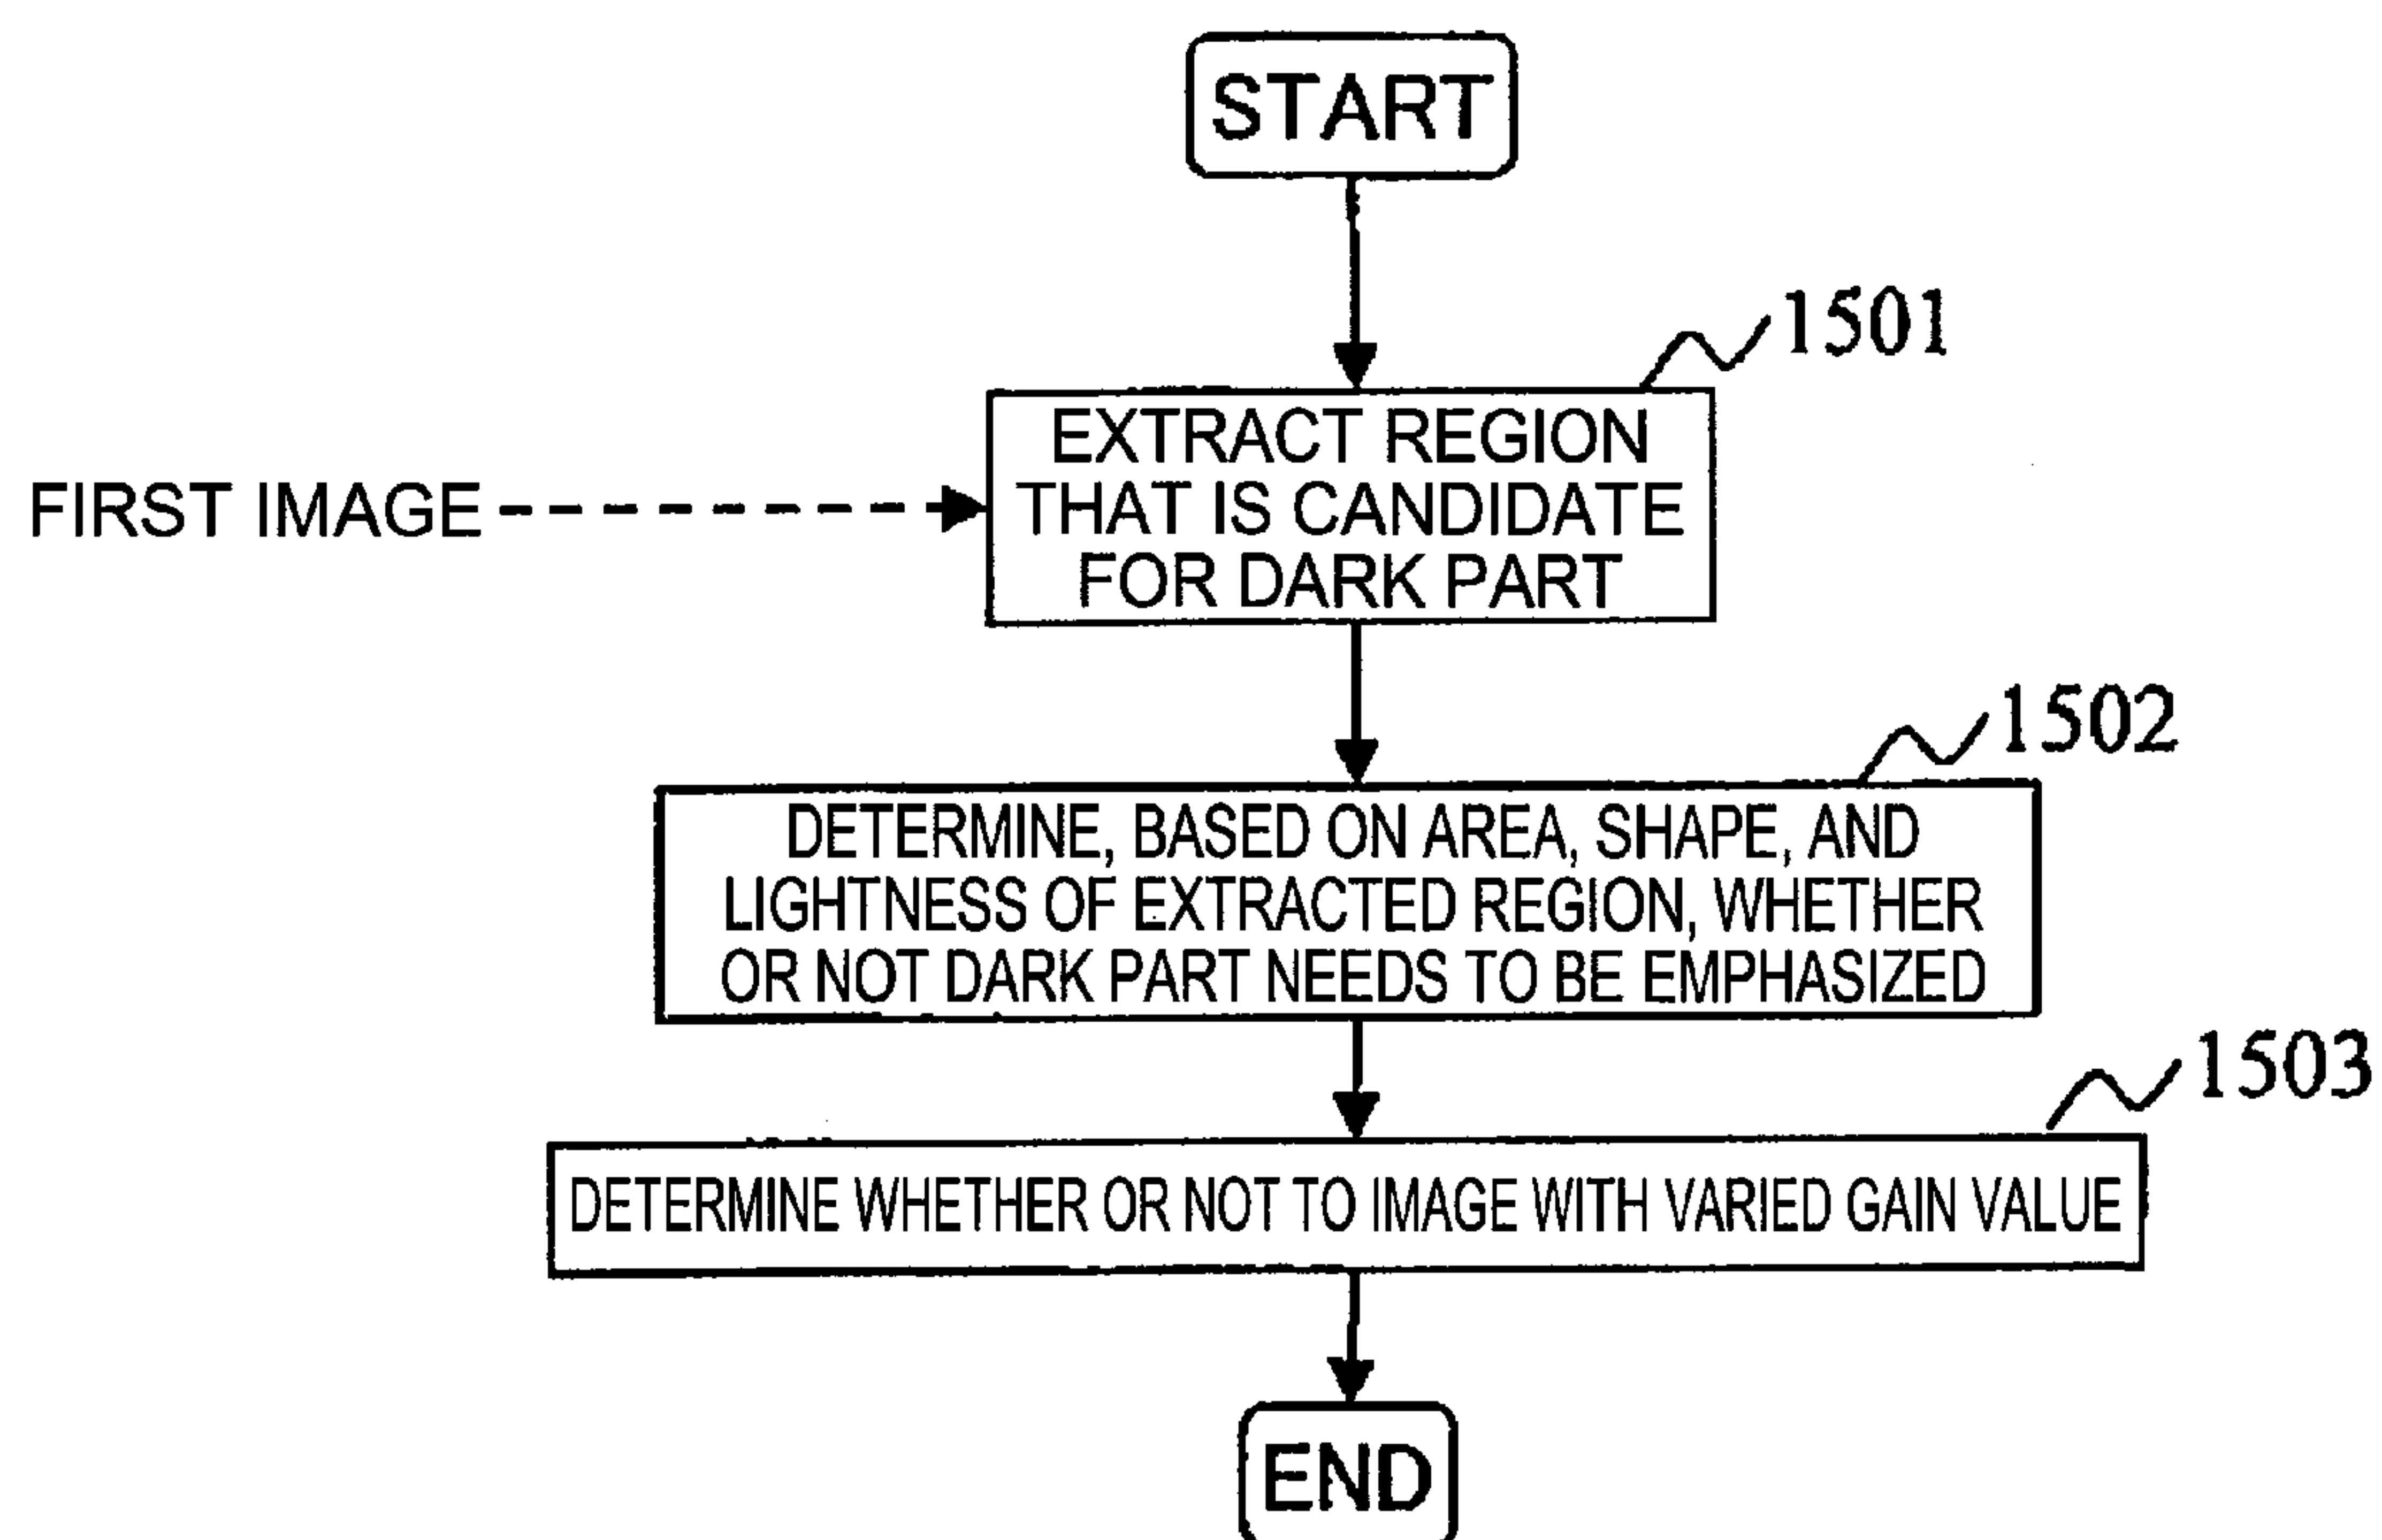 START
1501
EXTRACT REGION
THAT IS CANDIDATE
FOR DARK PART
FIRST IMAGE
1502
DETERMINE, BASED ON AREA, SHAPE, AND
LIGHTNESS OF EXTRACTED REGION, WHETHER
OR NOT DARK PART NEEDS TO BE EMPHASIZED
1503
DETERMINE WHETHER OR NOT TO IMAGE WITH VARIED GAIN VALUE
END